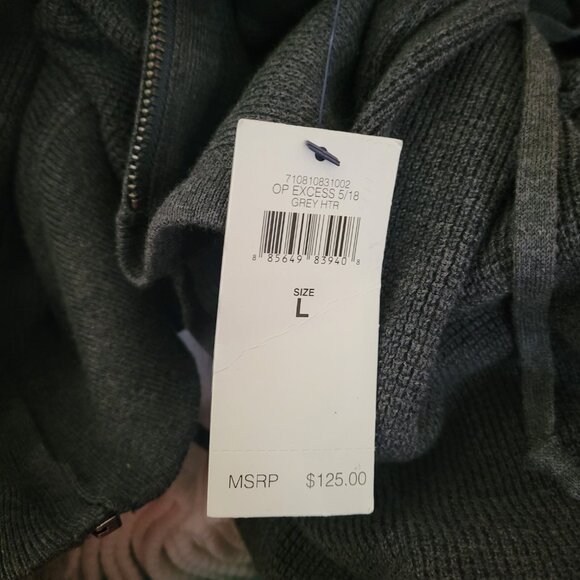 710810831002
OP EXCESS 5/18
GREY HTR
8 85649 83940 8
SIZE
L
MSRP $125.00